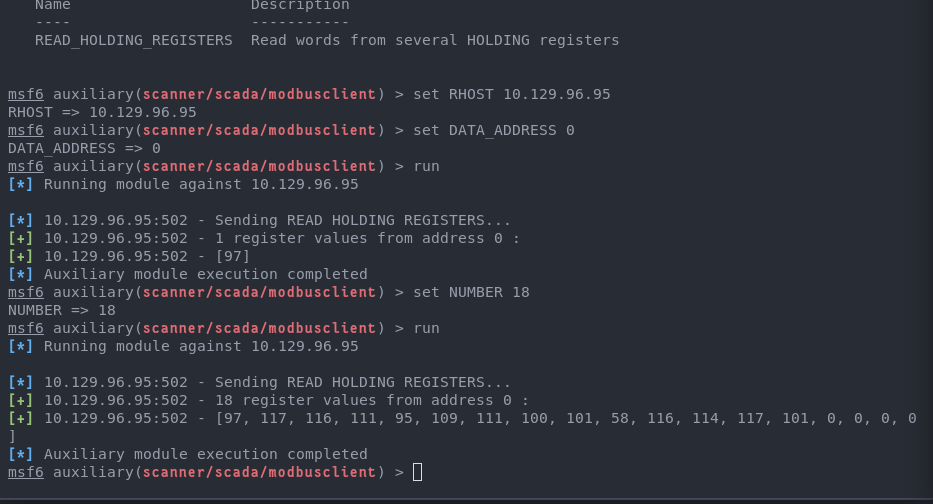 Name                    Description
----                    -----------
READ_HOLDING_REGISTERS  Read words from several HOLDING registers
msf6 auxiliary(scanner/scada/modbusclient) > set RHOST 10.129.96.95
RHOST => 10.129.96.95
msf6 auxiliary(scanner/scada/modbusclient) > set DATA_ADDRESS 0
DATA_ADDRESS => 0
msf6 auxiliary(scanner/scada/modbusclient) > run
[*] Running module against 10.129.96.95
[*] 10.129.96.95:502 - Sending READ HOLDING REGISTERS...
[+] 10.129.96.95:502 - 1 register values from address 0 :
[+] 10.129.96.95:502 - [97]
[*] Auxiliary module execution completed
msf6 auxiliary(scanner/scada/modbusclient) > set NUMBER 18
NUMBER => 18
msf6 auxiliary(scanner/scada/modbusclient) > run
[*] Running module against 10.129.96.95
[*] 10.129.96.95:502 - Sending READ HOLDING REGISTERS...
[+] 10.129.96.95:502 - 18 register values from address 0 :
[+] 10.129.96.95:502 - [97, 117, 116, 111, 95, 109, 111, 100, 101, 58, 116, 114, 117, 101, 0, 0, 0, 0
]
[*] Auxiliary module execution completed
msf6 auxiliary(scanner/scada/modbusclient) >